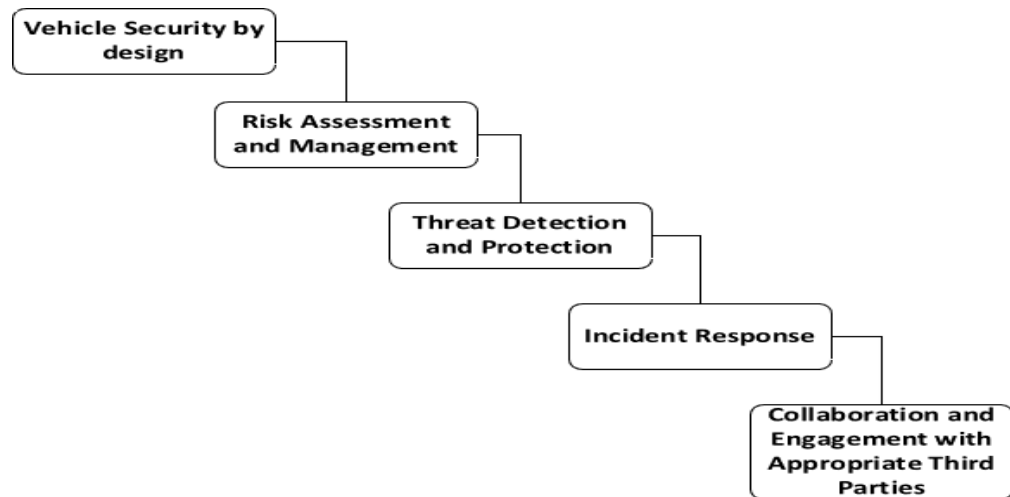 Vehicle Security by
design
Risk Assessment
and Management
Threat Detection
and Protection
Incident Response
Collaboration and
Engagement with
Appropriate Third
Parties